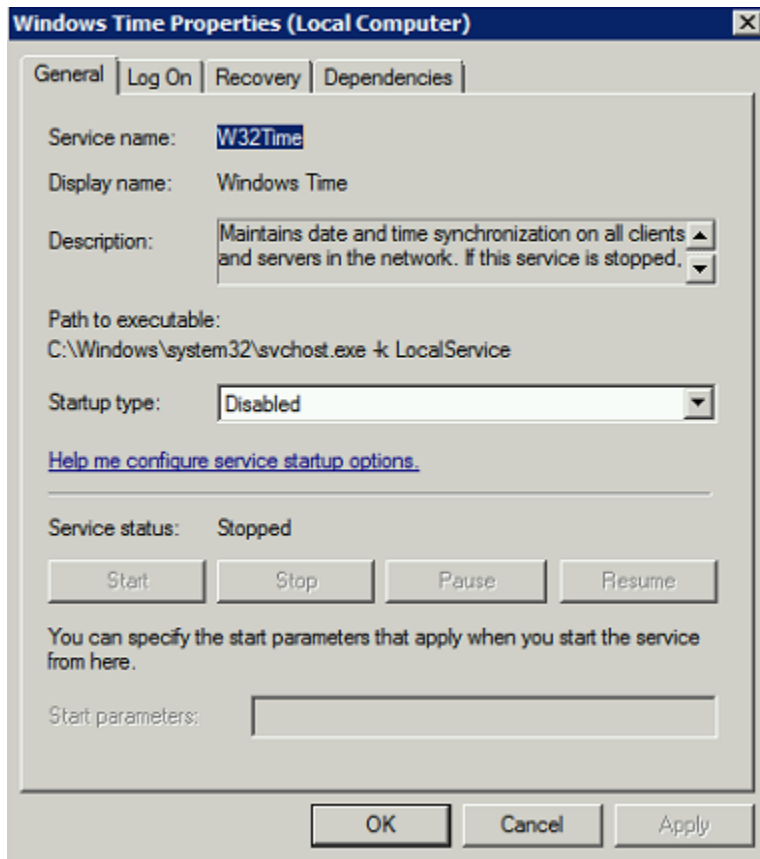 Windows Time Properties (Local Computer)
General Log On Recovery Dependencies
Service name: W32Time
Display name: Windows Time
Description: Maintains date and time synchronization on all clients
and servers in the network. If this service is stopped,
Path to executable:
C:\Windows\system32\svchost.exe -k LocalService
Startup type: Disabled
Help me configure service startup options.
Service status: Stopped
Start Stop Pause Resume
You can specify the start parameters that apply when you start the service
from here.
Start parameters:
OK Cancel Apply